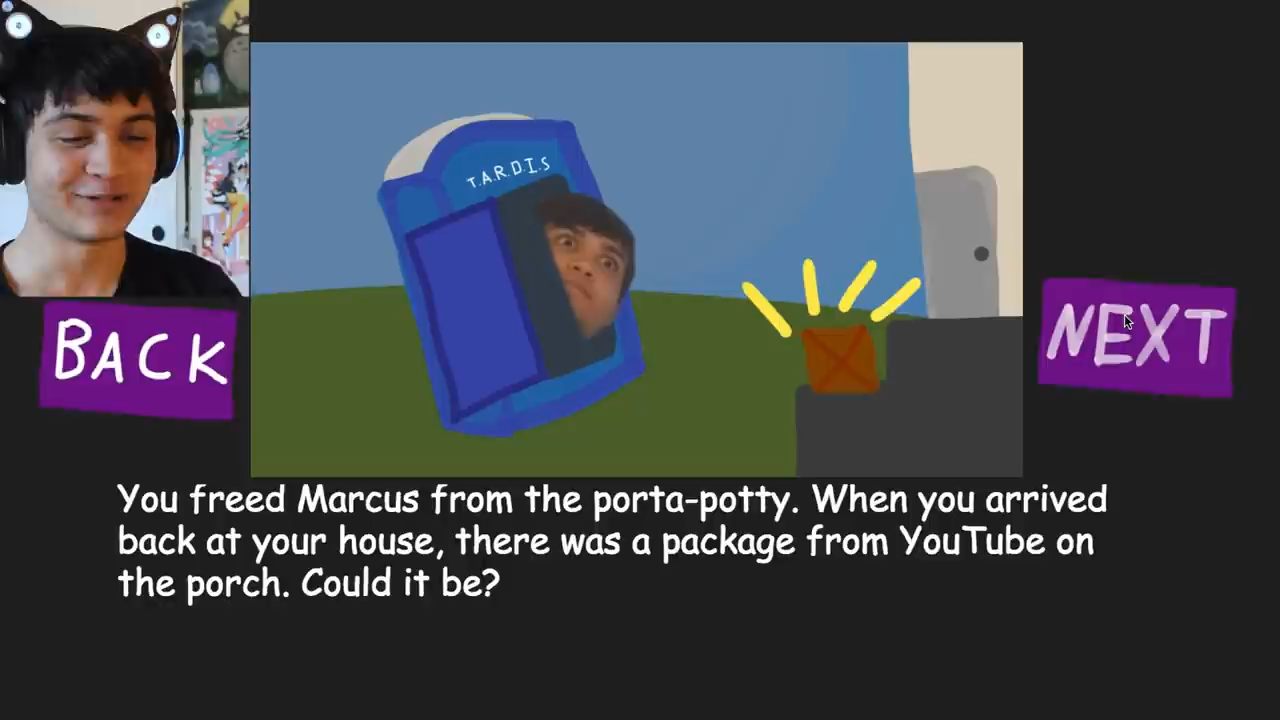 T.A.R.D.I.S
BACK
NEXT
You freed Marcus from the porta-potty. When you arrived
back at your house, there was a package from YouTube on
the porch. Could it be?